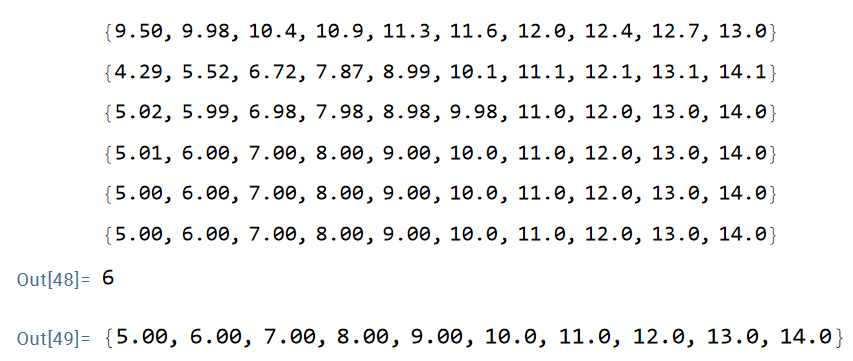 {9.50, 9.98, 10.4, 10.9, 11.3, 11.6, 12.0, 12.4, 12.7, 13.0}
{4.29, 5.52, 6.72, 7.87, 8.99, 10.1, 11.1, 12.1, 13.1, 14.1}
{5.02, 5.99, 6.98, 7.98, 8.98, 9.98, 11.0, 12.0, 13.0, 14.0}
{5.01, 6.00, 7.00, 8.00, 9.00, 10.0, 11.0, 12.0, 13.0, 14.0}
{5.00, 6.00, 7.00, 8.00, 9.00, 10.0, 11.0, 12.0, 13.0, 14.0}
{5.00, 6.00, 7.00, 8.00, 9.00, 10.0, 11.0, 12.0, 13.0, 14.0}
Out[48]= 6
Out[49]= {5.00, 6.00, 7.00, 8.00, 9.00, 10.0, 11.0, 12.0, 13.0, 14.0}